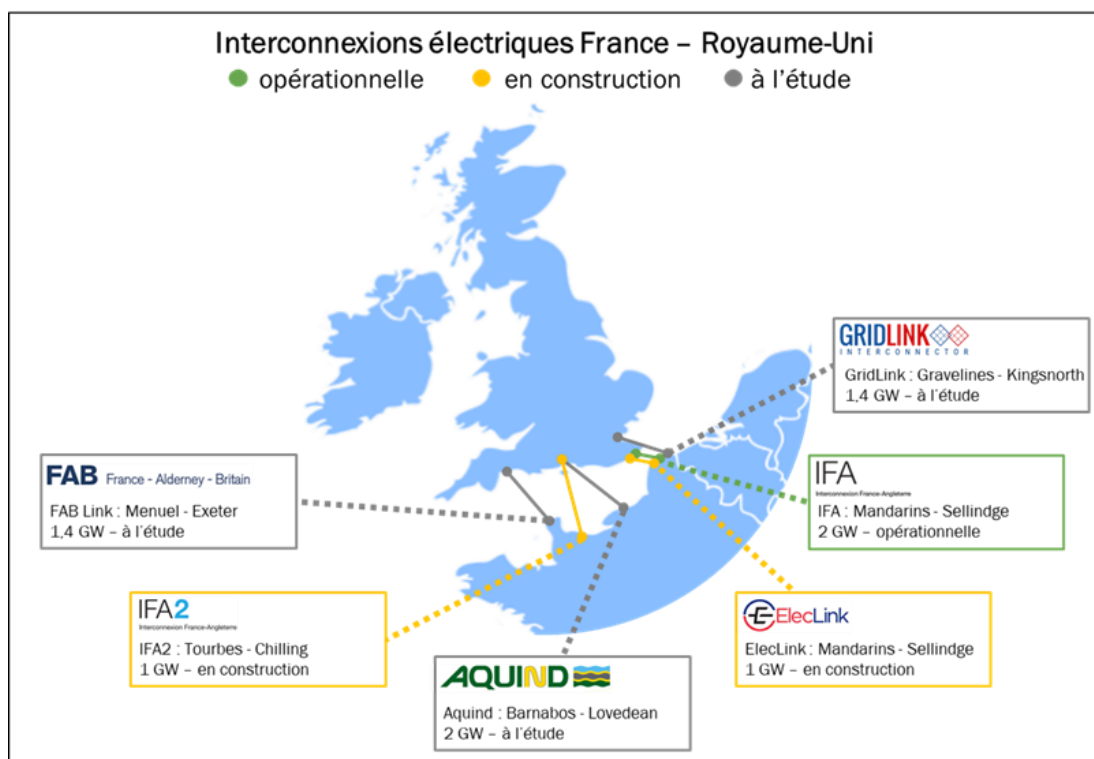 Interconnexions électriques France – Royaume-Uni
opérationnelle
en construction
à l'étude
GRIDLINK
INTERCONNECTOR
GridLink : Gravelines - Kingsnorth
1,4 GW – à l'étude
FAB France - Alderney - Britain
FAB Link : Menuel - Exeter
1,4 GW – à l'étude
IFA
Interconnexion France-Angleterre
IFA : Mandarins - Sellindge
2 GW – opérationnelle
IFA2
Interconnexion France-Angleterre
IFA2 : Tourbes - Chilling
1 GW – en construction
ElecLink
ElecLink : Mandarins - Sellindge
1 GW – en construction
AQUIND
Aquind : Barnabos - Lovedean
2 GW – à l'étude